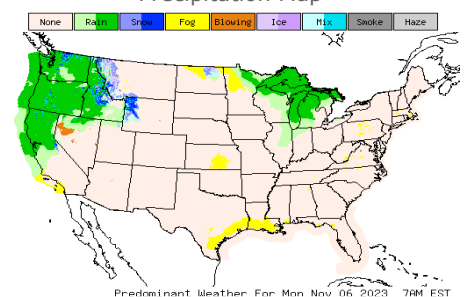 Precipitation Map
None Rain Snow Fog Blowing Ice Mix Smoke Haze
Predominant Weather For Mon Nov 06 2023 7AM EST